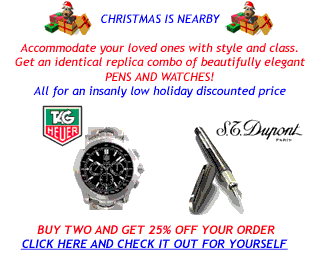 CHRISTMAS IS NEARBY
Accommodate your loved ones with style and class.
Get an identical replica combo of beautifully elegant
PENS AND WATCHES!
All for an insanly low holiday discounted price
TAG
HEUER
S.T. Dupont
PARIS
BUY TWO AND GET 25% OFF YOUR ORDER
CLICK HERE AND CHECK IT OUT FOR YOURSELF